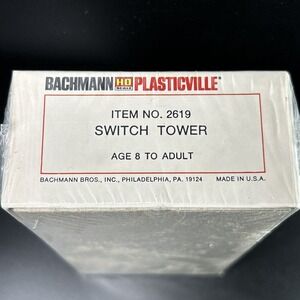 BACHMANN HO SCALE PLASTICVILLE®
ITEM NO. 2619
SWITCH TOWER
AGE 8 TO ADULT
BACHMANN BROS., INC., PHILADELPHIA, PA. 19124 MADE IN U.S.A.